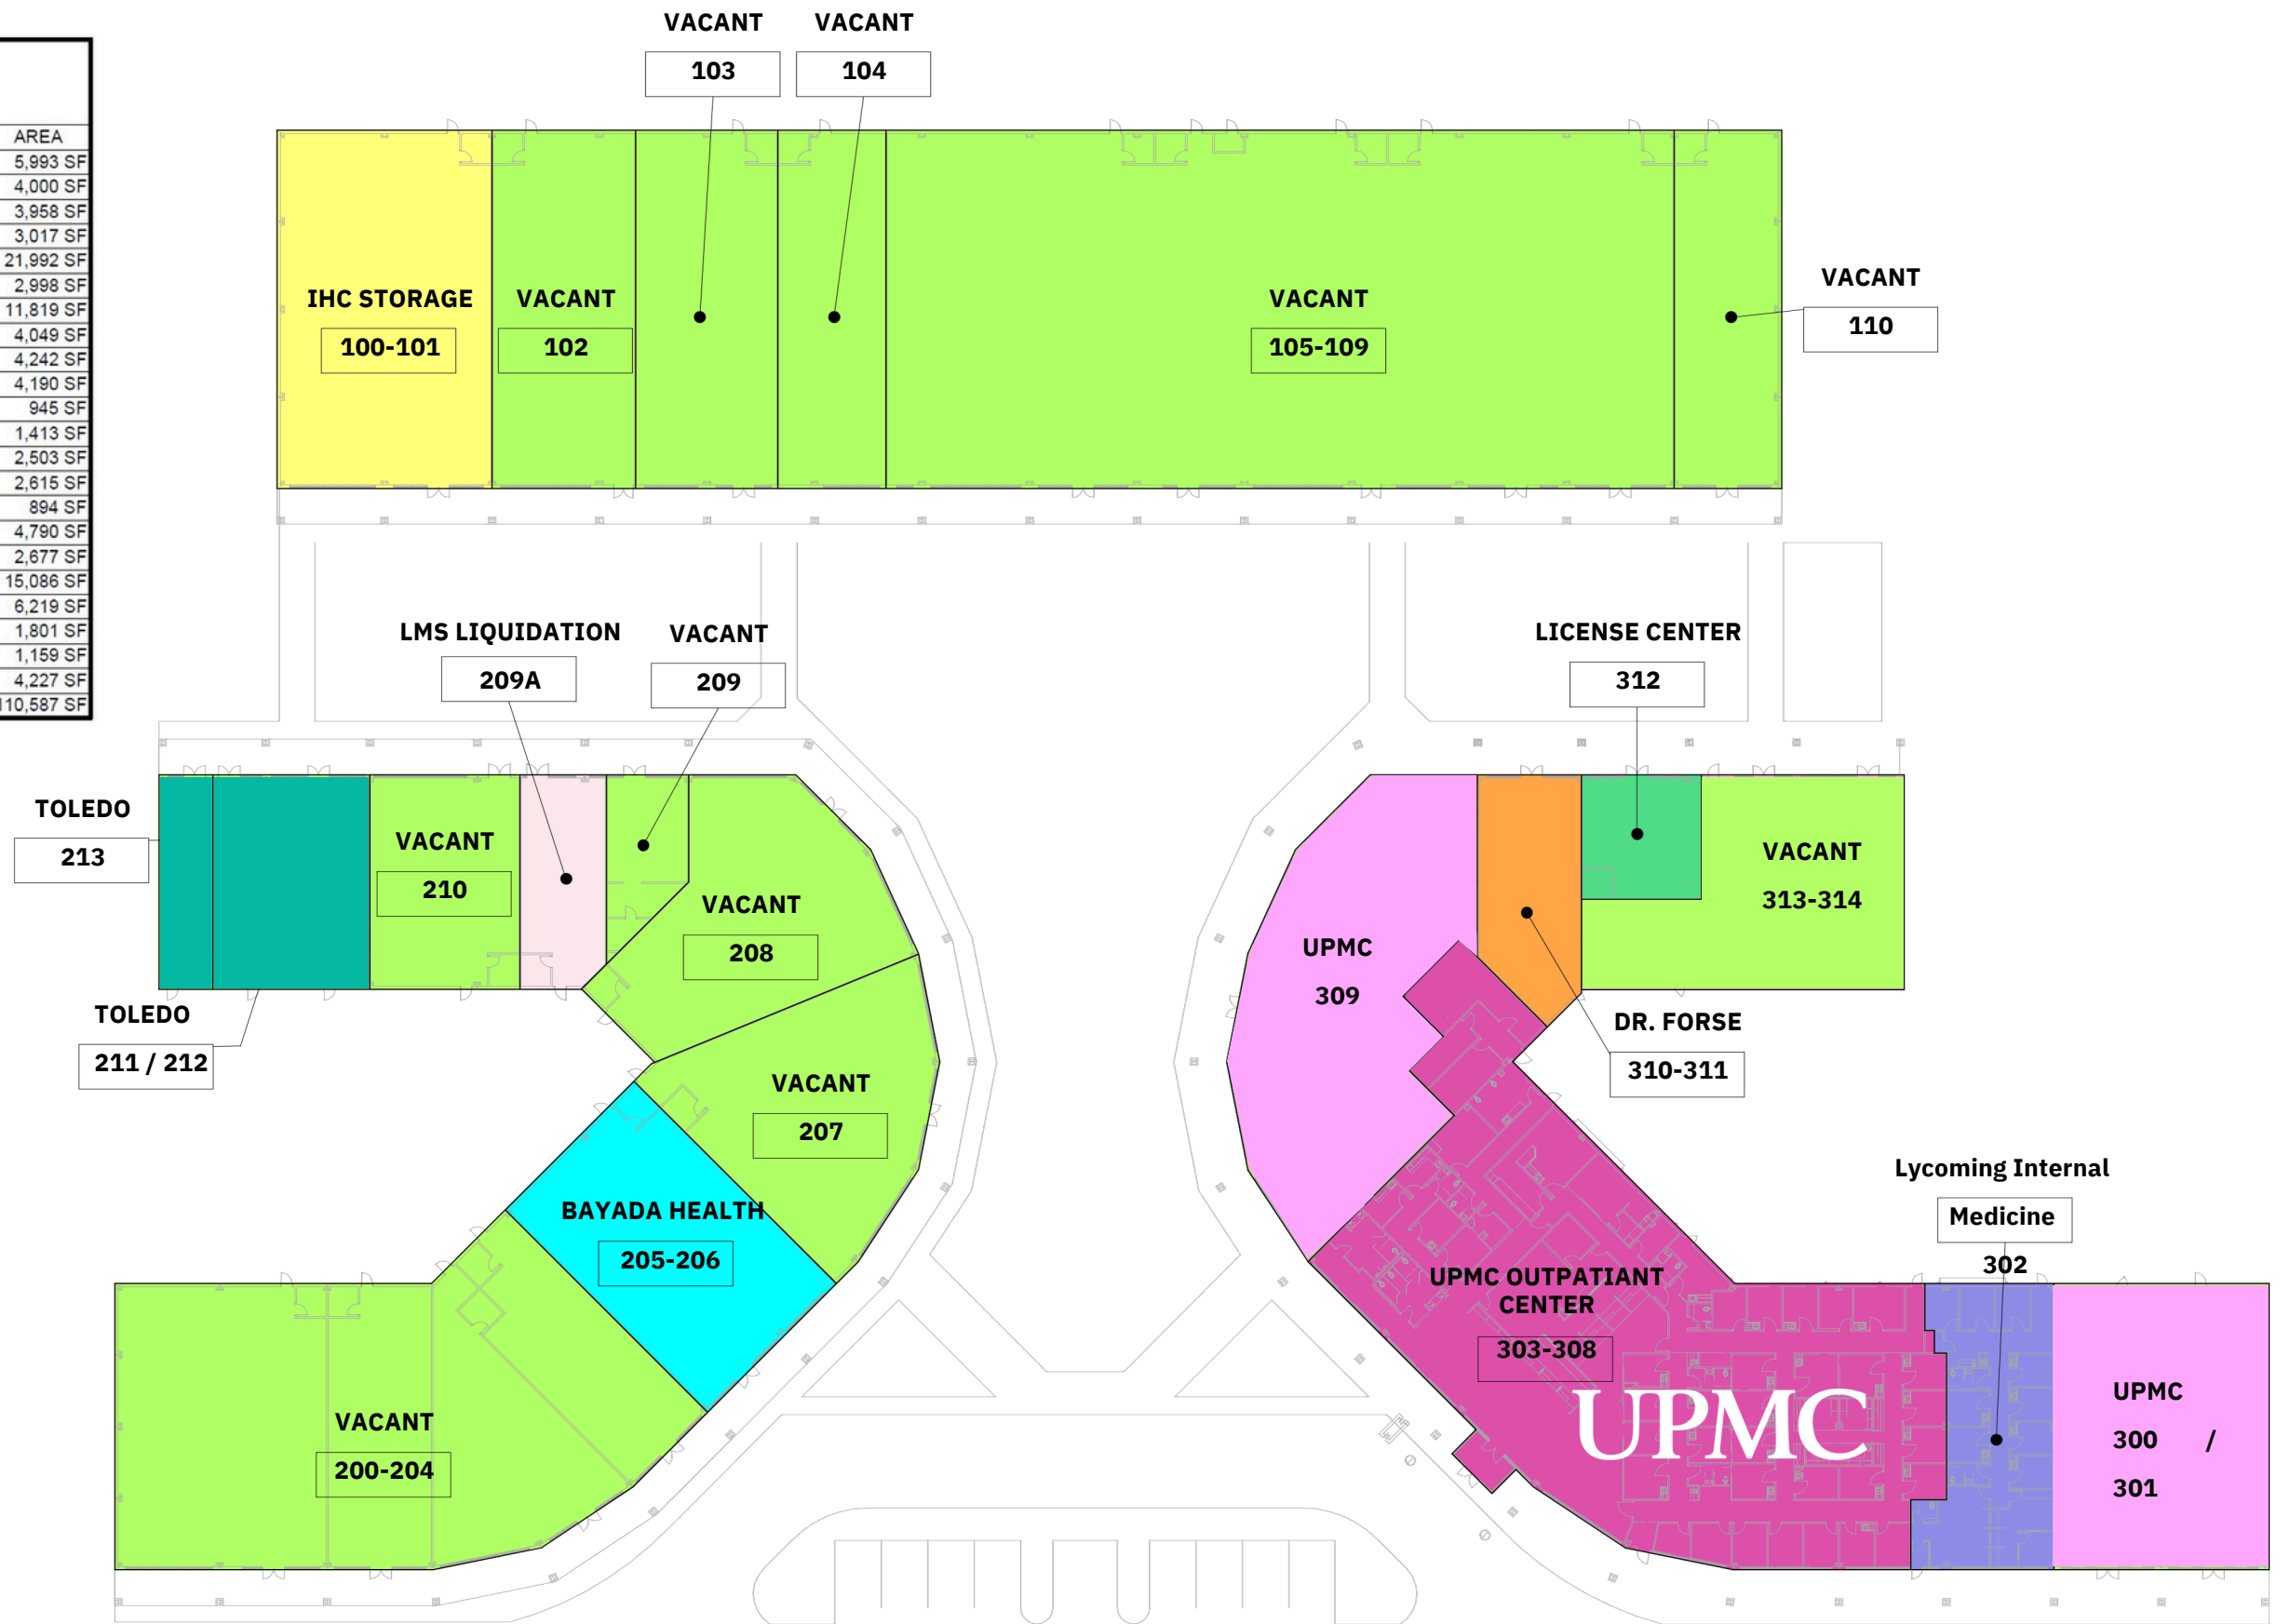 AREA
5,993 SF
4,000 SF
3,958 SF
3,017 SF
21,992 SF
2,998 SF
11,819 SF
4,049 SF
4,242 SF
4,190 SF
945 SF
1,413 SF
2,503 SF
2,615 SF
894 SF
4,790 SF
2,677 SF
15,086 SF
6,219 SF
1,801 SF
1,159 SF
4,227 SF
110,587 SF
VACANT
103
VACANT
104
IHC STORAGE
100-101
VACANT
102
VACANT
105-109
VACANT
110
LMS LIQUIDATION
209A
VACANT
209
LICENSE CENTER
312
TOLEDO
213
VACANT
210
VACANT
208
TOLEDO
211 / 212
VACANT
207
BAYADA HEALTH
205-206
VACANT
200-204
UPMC
309
VACANT
313-314
DR. FORSE
310-311
Lycoming Internal
Medicine
302
UPMC OUTPATIANT
CENTER
303-308
UPMC
UPMC
300 /
301